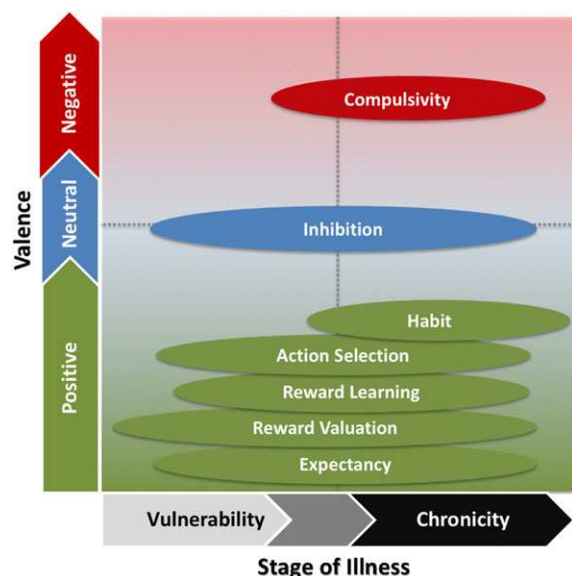 Negative
Neutral
Positive
Valence
Compulsivity
Inhibition
Habit
Action Selection
Reward Learning
Reward Valuation
Expectancy
Vulnerability
Chronicity
Stage of Illness